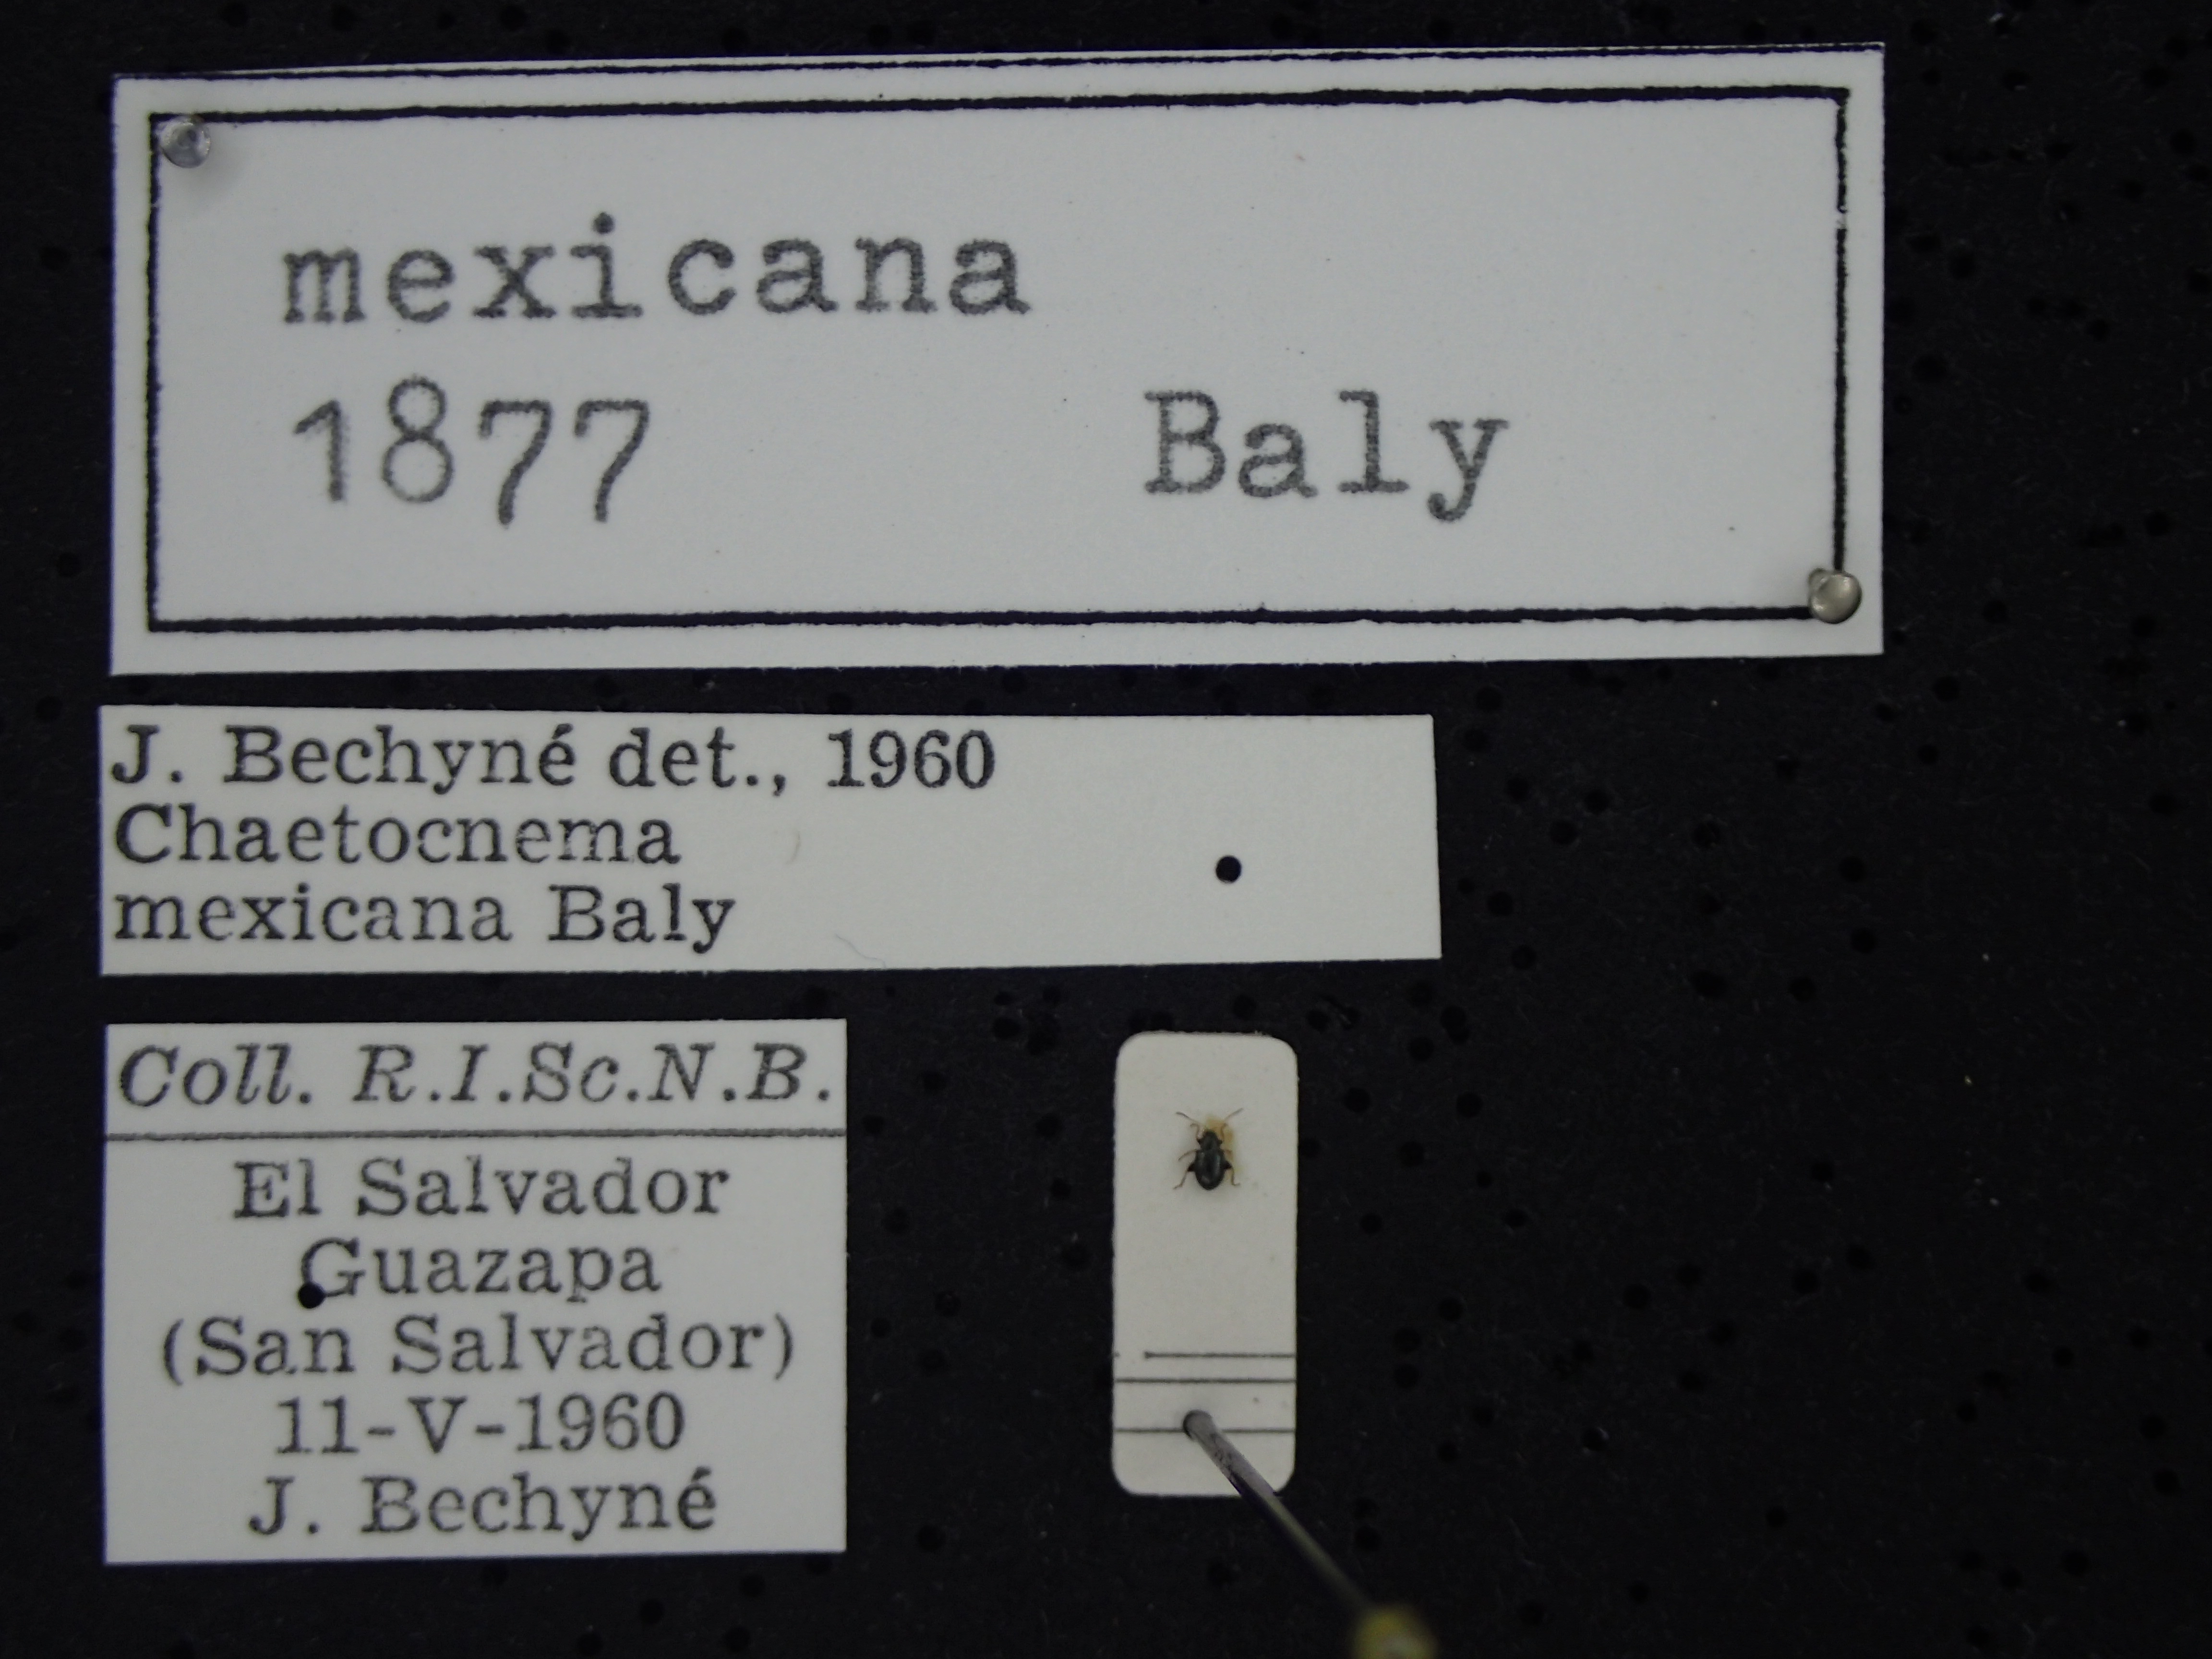 mexicana
1877 Baly
J. Bechyné det., 1960
Chaetocnema
mexicana Baly
Coll. R.I.Sc.N.B.
El Salvador
Guazapa
(San Salvador)
11-V-1960
J. Bechyné